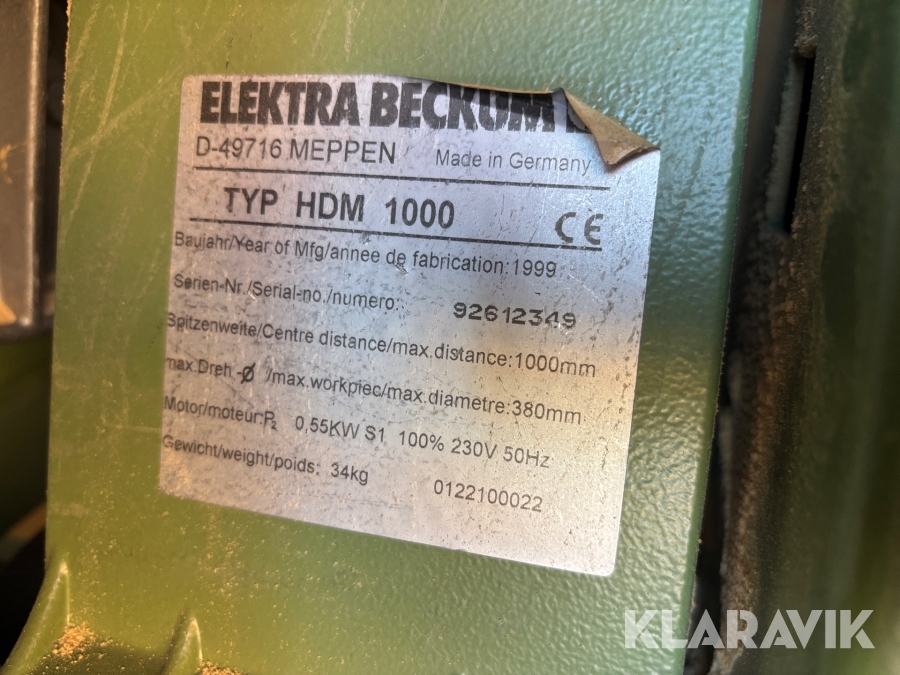 ELEKTRA BECKUM
D-49716 MEPPEN Made in Germany
TYP HDM 1000 CE
Baujahr/Year of Mfg/annee de fabrication:1999
Serien-Nr./Serial-no./numero: 92612349
Spitzenweite/Centre distance/max.distance:1000mm
max.Dreh-Ø /max.workpiec/max.diametre:380mm
Motor/moteur:P₂ 0,55KW S1 100% 230V 50Hz
Gewicht/weight/poids: 34kg 0122100022
KLARAVIK